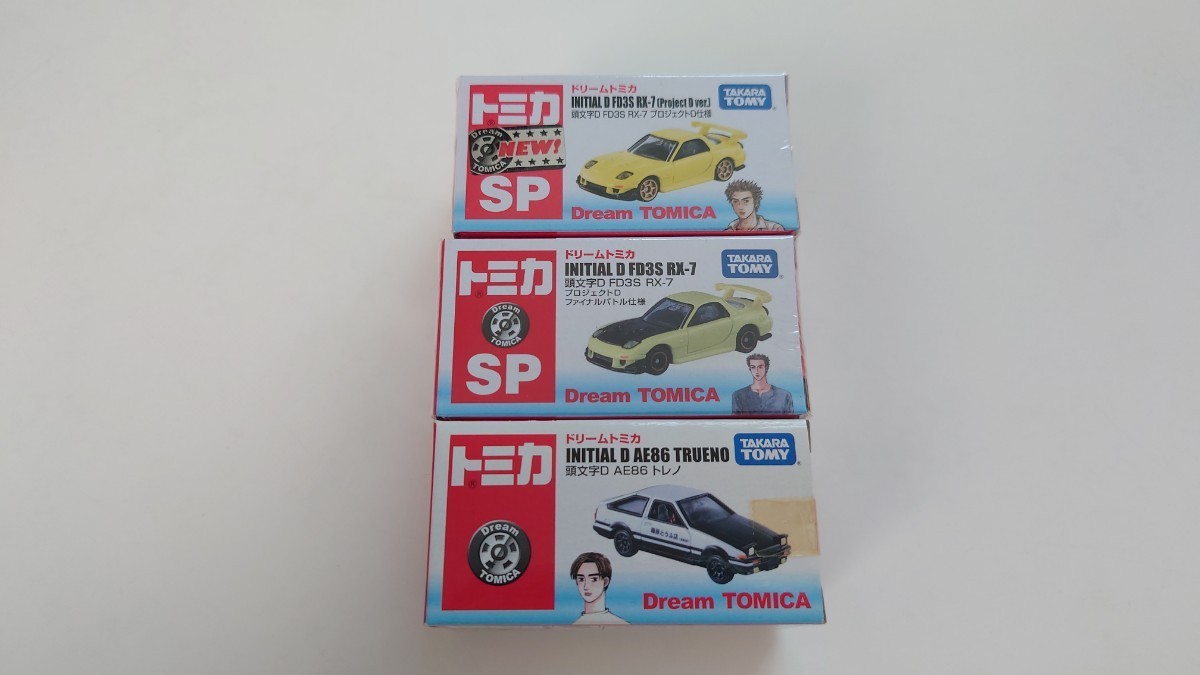 トミカ
Dream
NEW!
TOMICA
SP
ドリームトミカ
INITIAL D FD3S RX-7 (Project D ver.)
頭文字D FD3S RX-7 プロジェクトD仕様
TAKARA
TOMY
Dream TOMICA
トミカ
Dream
TOMICA
SP
ドリームトミカ
INITIAL D FD3S RX-7
頭文字D FD3S RX-7
プロジェクトD
ファイナルバトル仕様
TAKARA
TOMY
Dream TOMICA
トミカ
Dream
TOMICA
ドリームトミカ
INITIAL D AE86 TRUENO
頭文字D AE86 トレノ
TAKARA
TOMY
Dream TOMICA